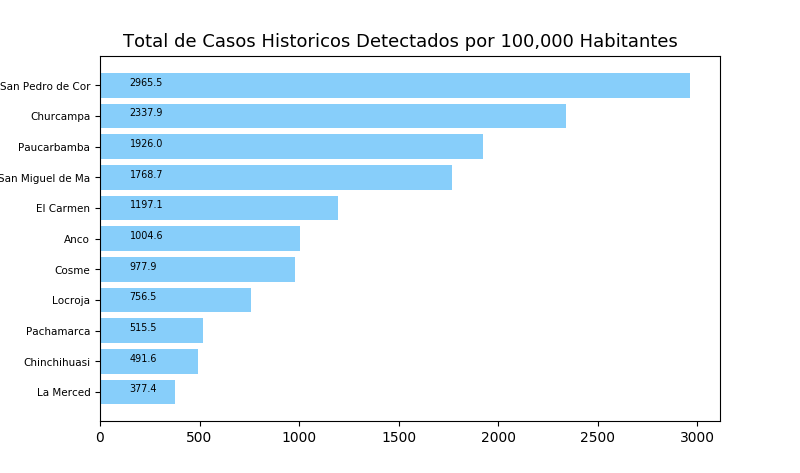 Total de Casos Historicos Detectados por 100,000 Habitantes
San Pedro de Cor 2965.5
Churcampa 2337.9
Paucarbamba 1926.0
San Miguel de Ma 1768.7
El Carmen 1197.1
Anco 1004.6
Cosme 977.9
Locroja 756.5
Pachamarca 515.5
Chinchihuasi 491.6
La Merced 377.4
0 500 1000 1500 2000 2500 3000